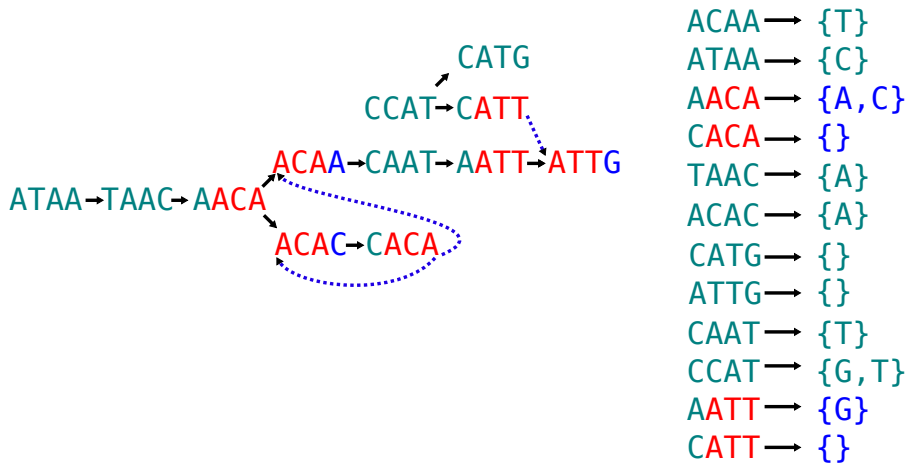 CATG
CCAT CATT
ACAA CAAT AATT ATTG
ATAA TAAC AACA
ACAC CACA
ACAA {T}
ATAA {C}
AACA {A,C}
CACA {}
TAAC {A}
ACAC {A}
CATG {}
ATTG {}
CAAT {T}
CCAT {G,T}
AATT {G}
CATT {}